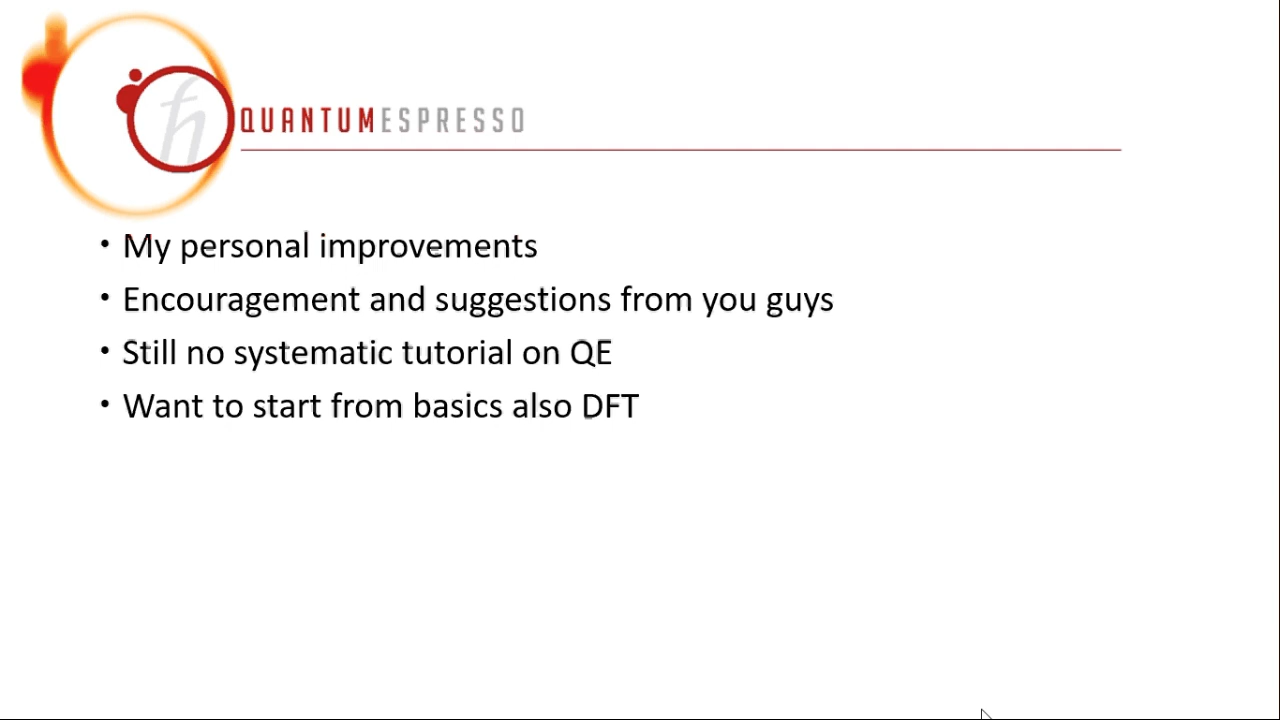 ħ
QUANTUMESPRESSO
• My personal improvements
• Encouragement and suggestions from you guys
• Still no systematic tutorial on QE
• Want to start from basics also DFT